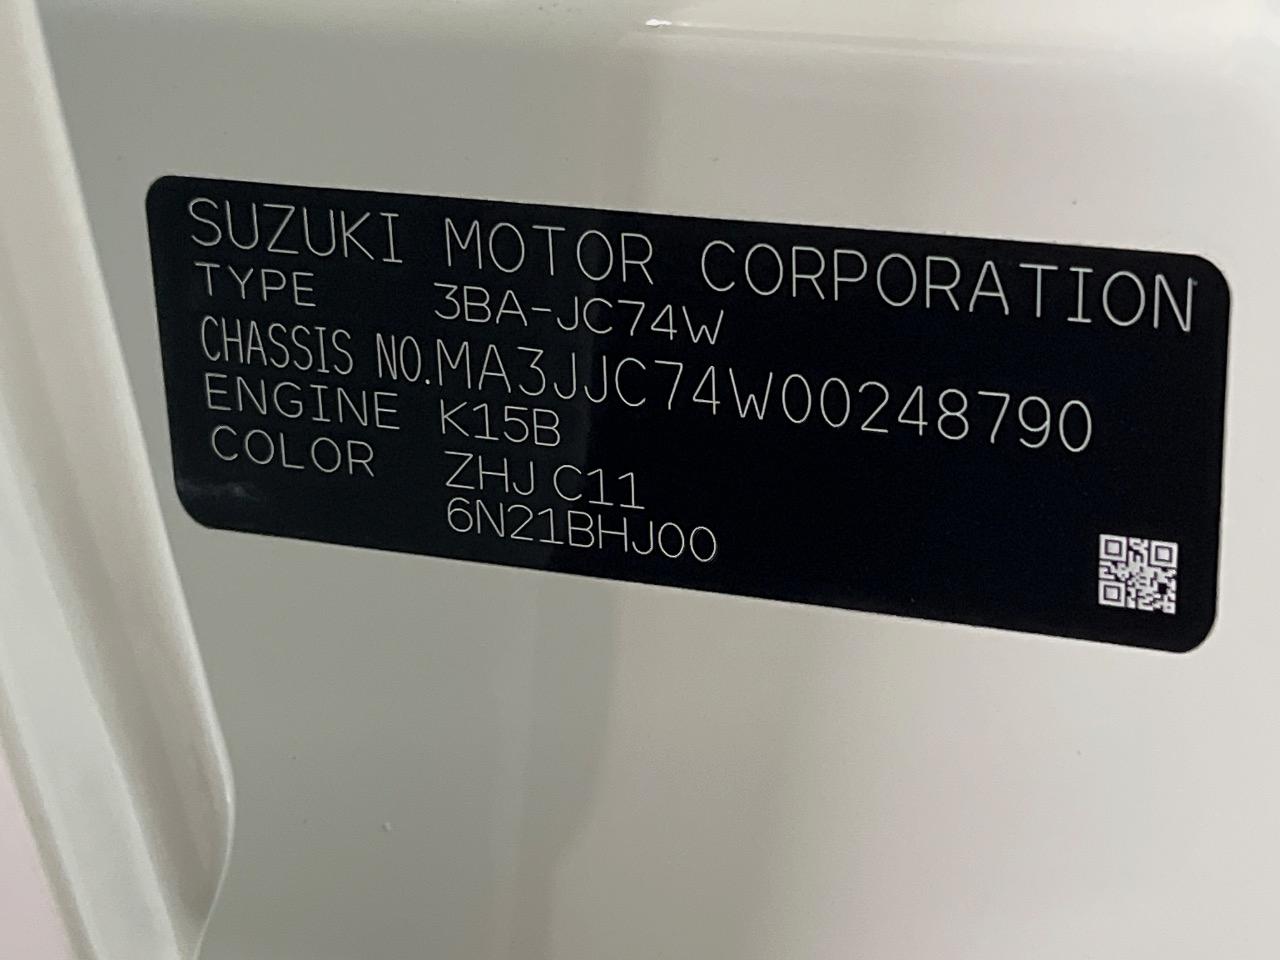 SUZUKI MOTOR CORPORATION
TYPE 3BA-JC74W
CHASSIS NO.MA3JJC74W00248790
ENGINE K15B
COLOR ZHJ C11
6N21BHJ00